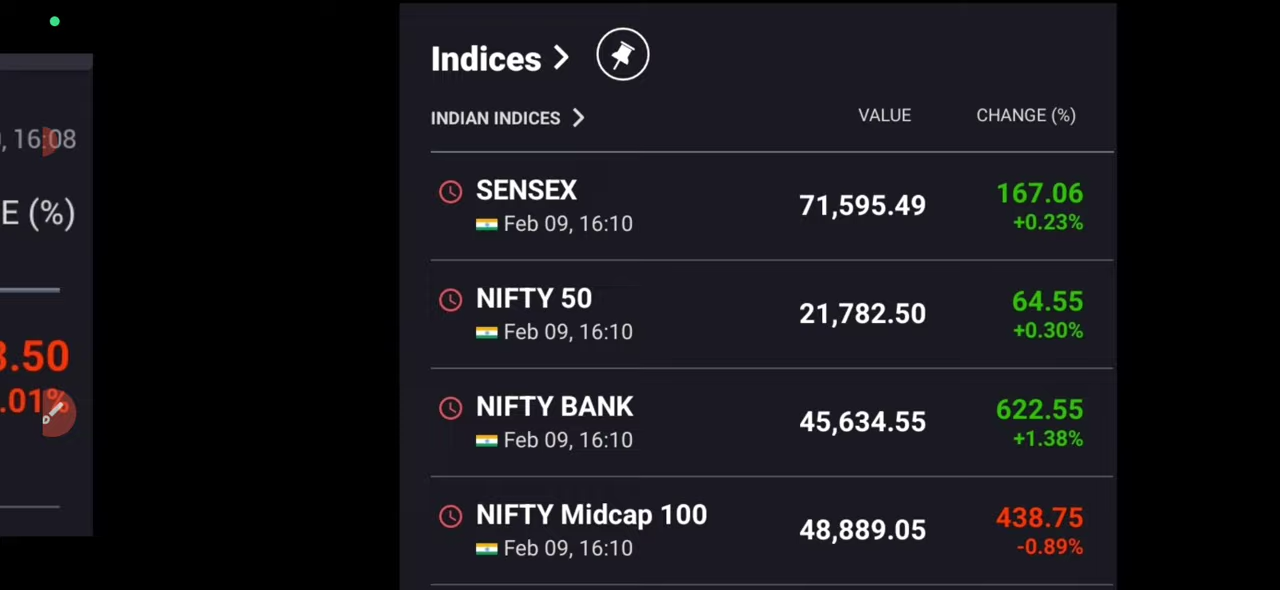 , 16:08
E (%)
3.50
.01%
Indices
INDIAN INDICES
VALUE
CHANGE (%)
SENSEX
Feb 09, 16:10
71,595.49
167.06
+0.23%
NIFTY 50
Feb 09, 16:10
21,782.50
64.55
+0.30%
NIFTY BANK
Feb 09, 16:10
45,634.55
622.55
+1.38%
NIFTY Midcap 100
Feb 09, 16:10
48,889.05
438.75
-0.89%